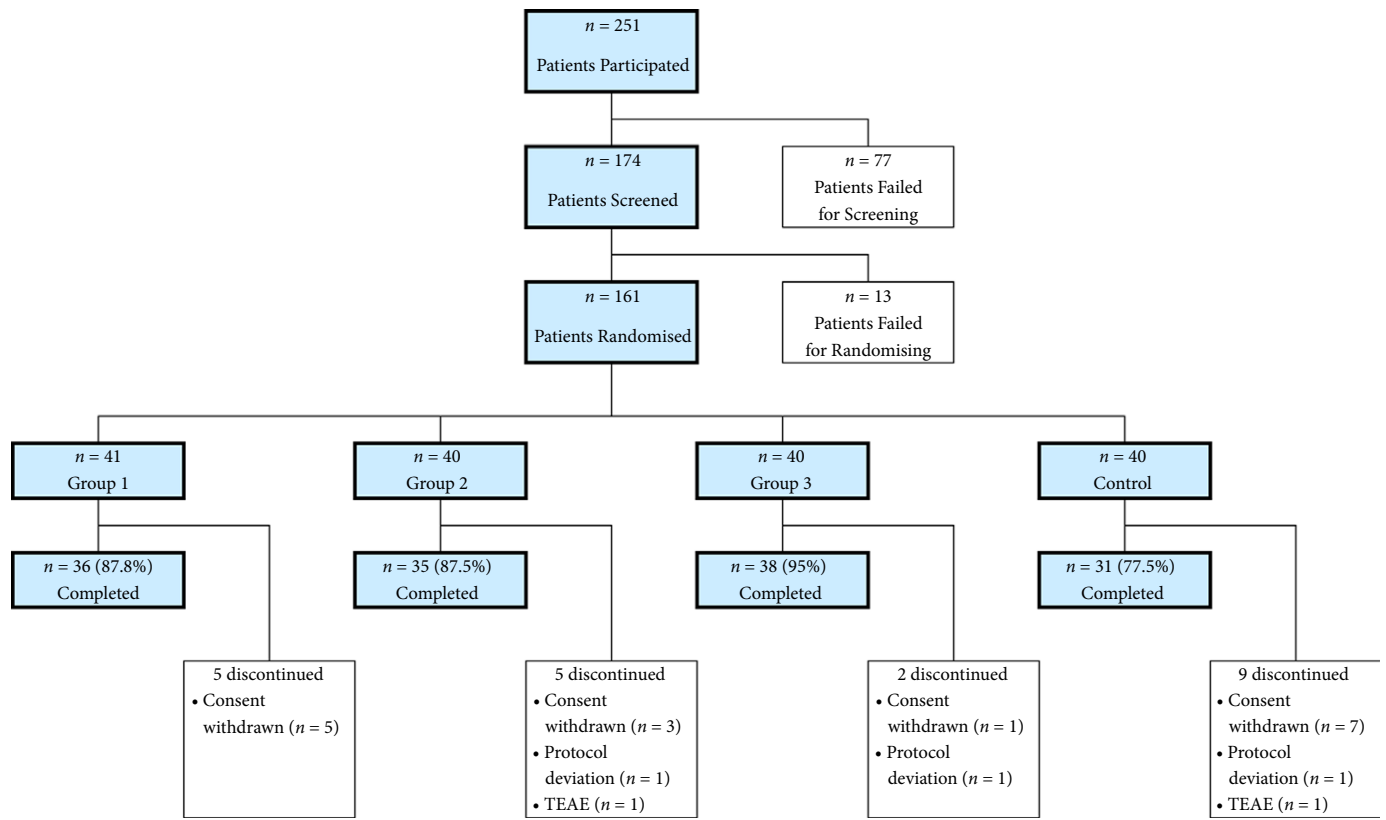 n = 251
Patients Participated
n = 174
Patients Screened
n = 77
Patients Failed
for Screening
n = 161
Patients Randomised
n = 13
Patients Failed
for Randomising
n = 41
Group 1
n = 40
Group 2
n = 40
Group 3
n = 40
Control
n = 36 (87.8%)
Completed
n = 35 (87.5%)
Completed
n = 38 (95%)
Completed
n = 31 (77.5%)
Completed
5 discontinued
• Consent
withdrawn (n = 5)
5 discontinued
• Consent
withdrawn (n = 3)
• Protocol
deviation (n = 1)
• TEAE (n = 1)
2 discontinued
• Consent
withdrawn (n = 1)
• Protocol
deviation (n = 1)
9 discontinued
• Consent
withdrawn (n = 7)
• Protocol
deviation (n = 1)
• TEAE (n = 1)